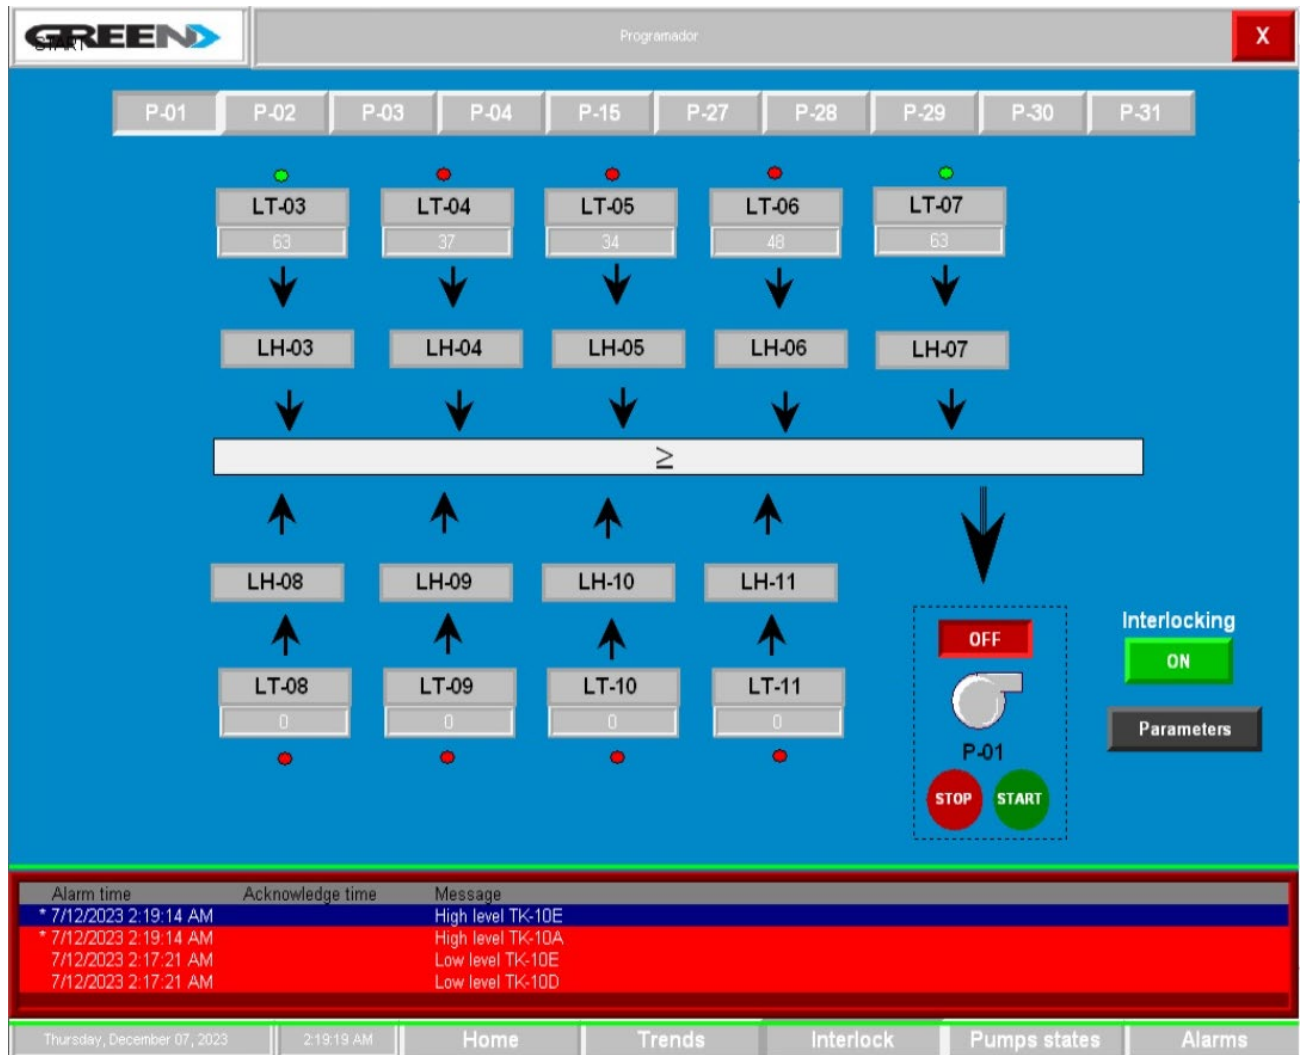 GREEN
START
Programador
X
P-01 P-02 P-03 P-04 P-15 P-27 P-28 P-29 P-30 P-31
LT-03 LT-04 LT-05 LT-06 LT-07
63 37 34 48 63
LH-03 LH-04 LH-05 LH-06 LH-07
≥
LH-08 LH-09 LH-10 LH-11
LT-08 LT-09 LT-10 LT-11
0 0 0 0
OFF
P-01
STOP START
Interlocking
ON
Parameters
Alarm time Acknowledge time Message
* 7/12/2023 2:19:14 AM High level TK-10E
* 7/12/2023 2:19:14 AM High level TK-10A
7/12/2023 2:17:21 AM Low level TK-10E
7/12/2023 2:17:21 AM Low level TK-10D
Thursday, December 07, 2023 2:19:19 AM Home Trends Interlock Pumps states Alarms